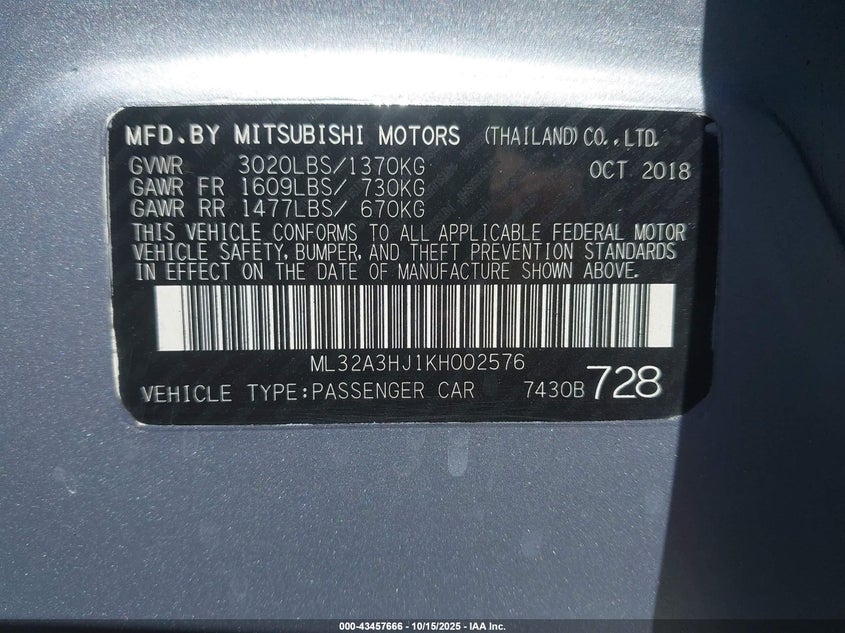 MFD.BY MITSUBISHI MOTORS (THAILAND) CO.,LTD.
GVWR 3020LBS/1370KG OCT 2018
GAWR FR 1609LBS/ 730KG
GAWR RR 1477LBS/ 670KG
THIS VEHICLE CONFORMS TO ALL APPLICABLE FEDERAL MOTOR
VEHICLE SAFETY, BUMPER, AND THEFT PREVENTION STANDARDS
IN EFFECT ON THE DATE OF MANUFACTURE SHOWN ABOVE.
ML32A3HJ1KH002576
VEHICLE TYPE:PASSENGER CAR 7430B 728
000-43457666 - 10/15/2025 - IAA Inc.